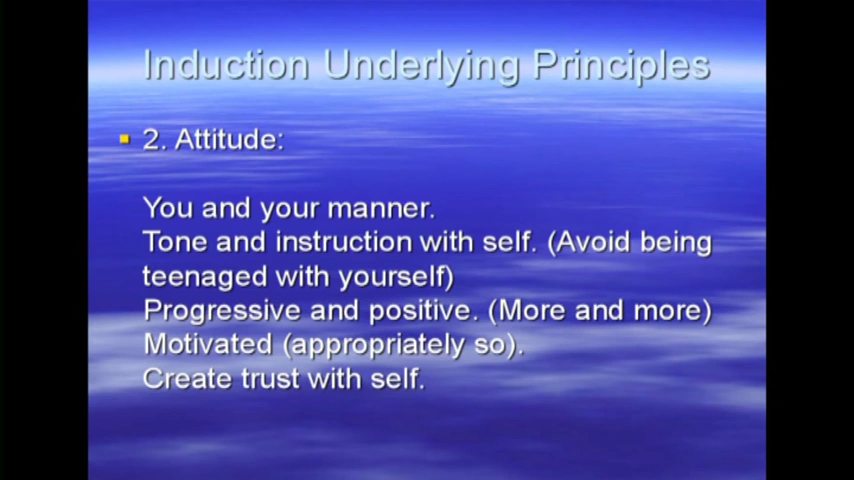 Induction Underlying Principles
2. Attitude:
You and your manner.
Tone and instruction with self. (Avoid being
teenaged with yourself)
Progressive and positive. (More and more)
Motivated (appropriately so).
Create trust with self.